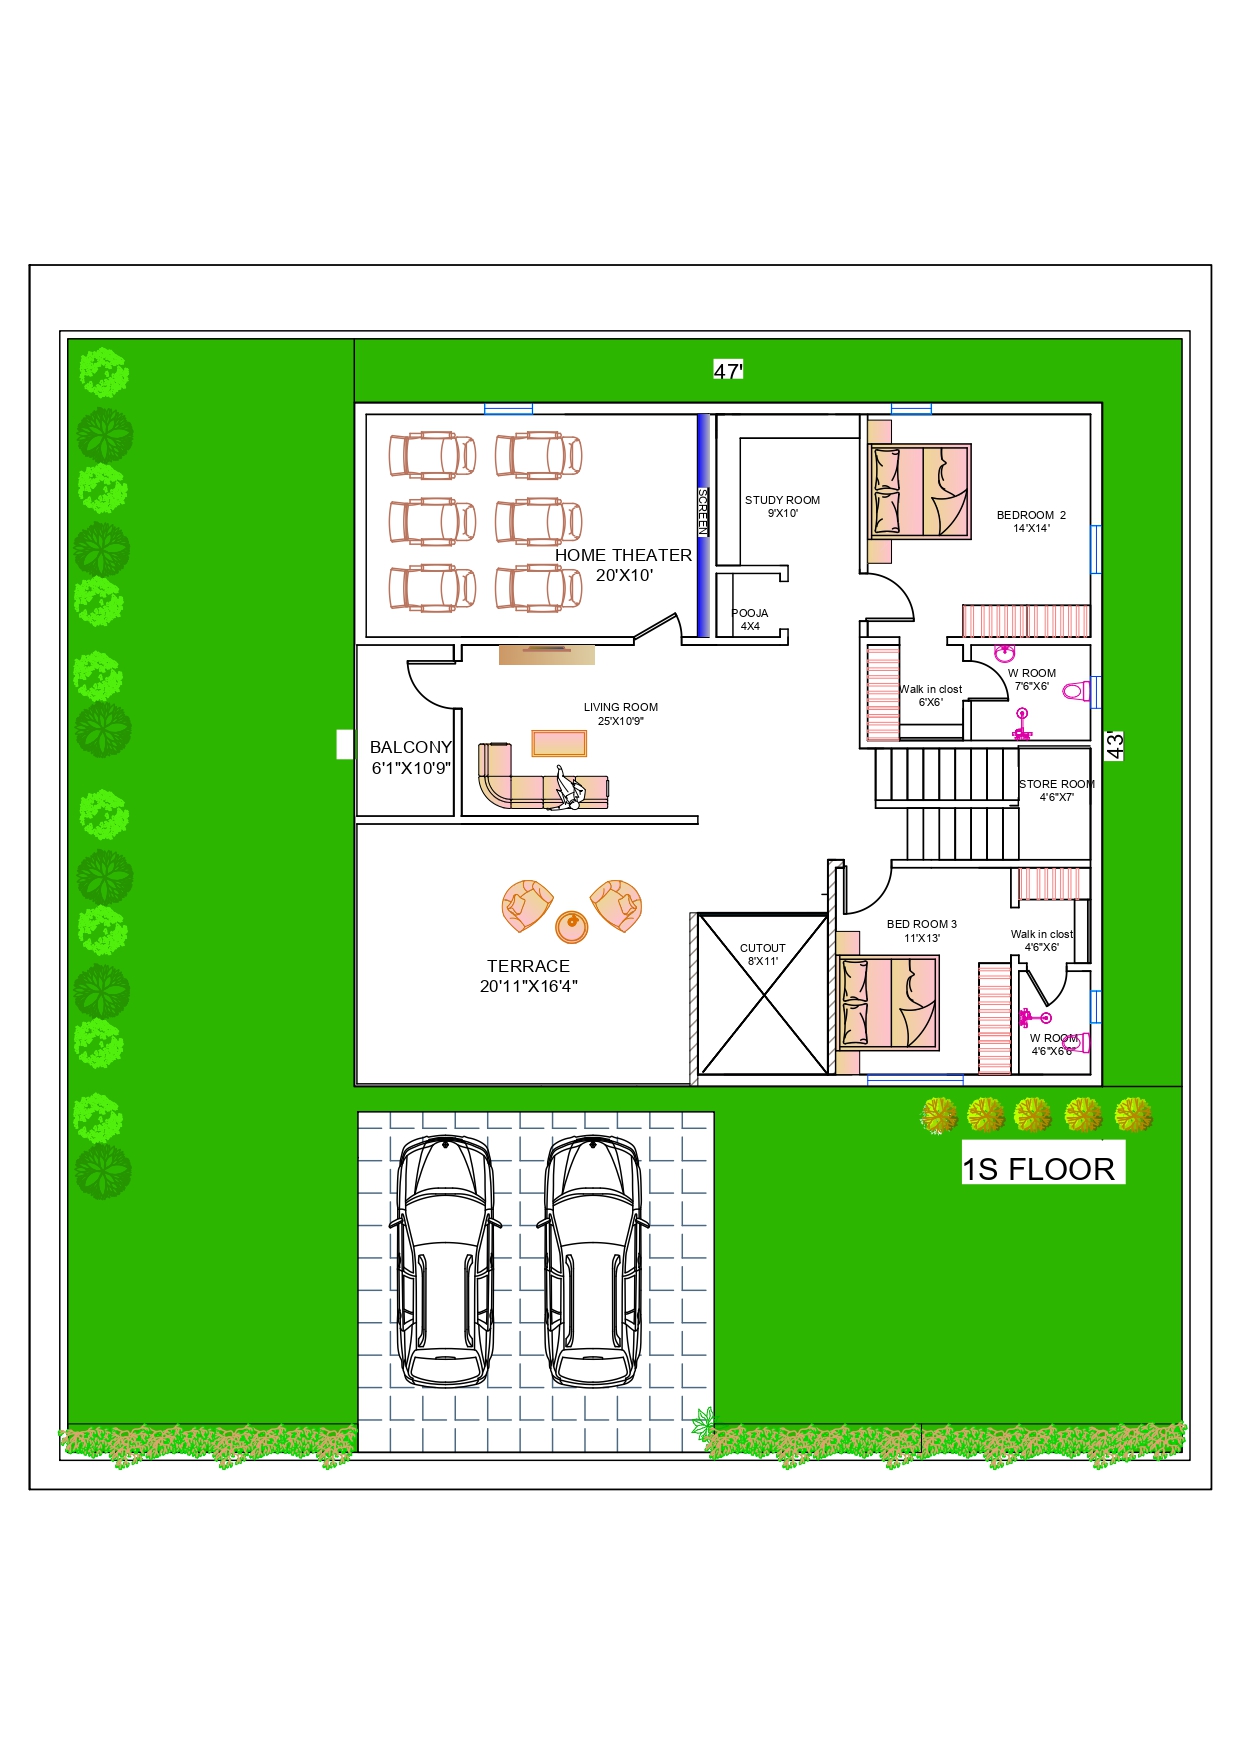 47'
SCREEN
HOME THEATER
20'X10'
STUDY ROOM
9'X10'
BEDROOM 2
14'X14'
POOJA
4X4
W ROOM
7'6"X6'
Walk in clost
6'X6'
LIVING ROOM
25'X10'9"
BALCONY
6'1"X10'9"
43'
STORE ROOM
4'6"X7'
BED ROOM 3
11'X13'
Walk in clost
4'6"X6'
CUTOUT
8'X11'
TERRACE
20'11"X16'4"
W ROOM
4'6"X6'6"
1S FLOOR